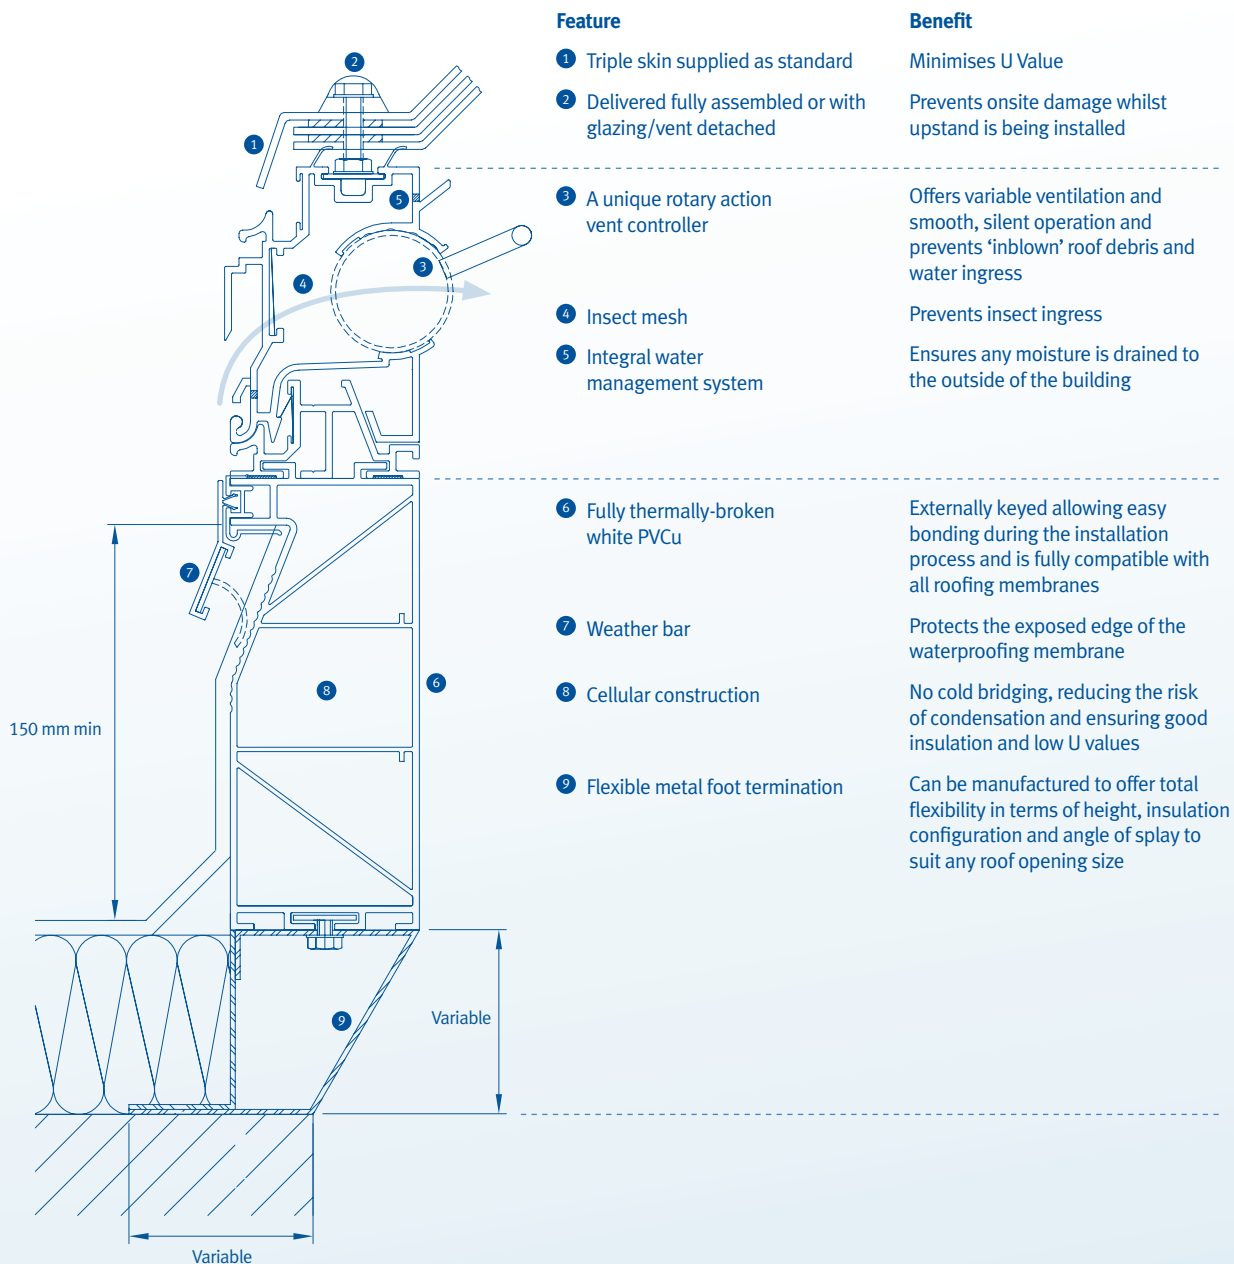 Feature
Benefit
1 Triple skin supplied as standard
Minimises U Value
2 Delivered fully assembled or with
glazing/vent detached
Prevents onsite damage whilst
upstand is being installed
3 A unique rotary action
vent controller
Offers variable ventilation and
smooth, silent operation and
prevents ‘inblown’ roof debris and
water ingress
4 Insect mesh
Prevents insect ingress
5 Integral water
management system
Ensures any moisture is drained to
the outside of the building
6 Fully thermally-broken
white PVCu
Externally keyed allowing easy
bonding during the installation
process and is fully compatible with
all roofing membranes
7 Weather bar
Protects the exposed edge of the
waterproofing membrane
8 Cellular construction
No cold bridging, reducing the risk
of condensation and ensuring good
insulation and low U values
9 Flexible metal foot termination
Can be manufactured to offer total
flexibility in terms of height, insulation
configuration and angle of splay to
suit any roof opening size
2
1
5
3
4
7
6
8
150 mm min
9
Variable
Variable